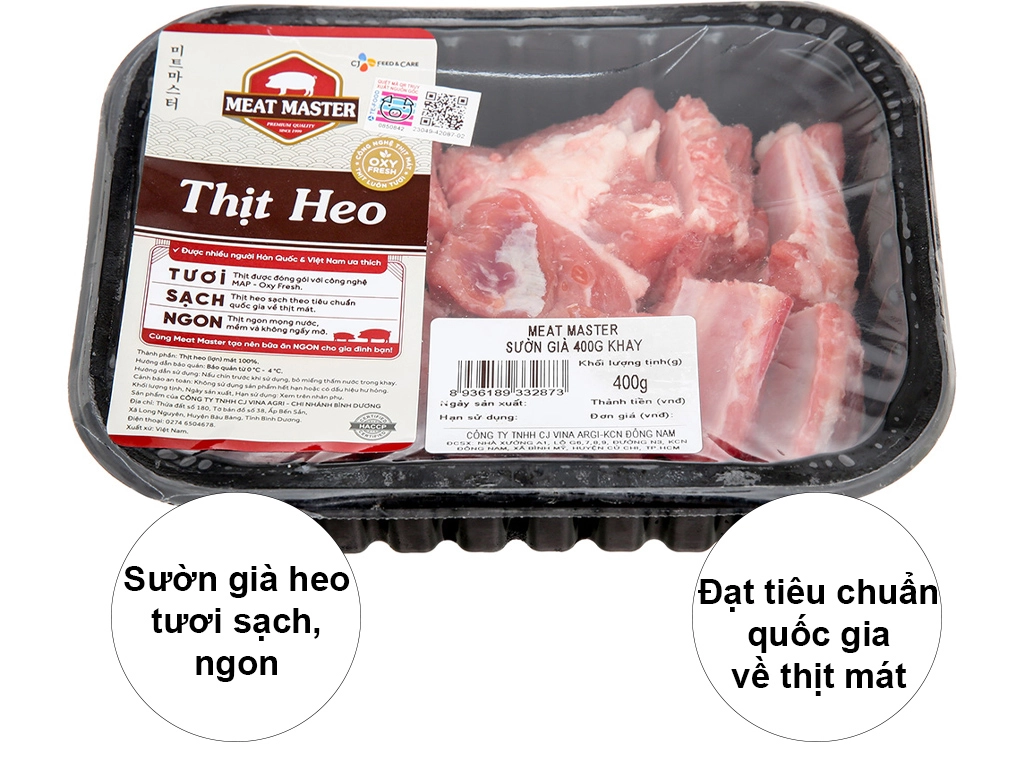 미트마스터
CJ FEED & CARE
MEAT MASTER
PREMIUM QUALITY
SINCE 1990
TE-FOOD
0850842 23049-42087-02
CÔNG NGHỆ THỊT MÁT
OXY
FRESH
THỊT LUÔN TƯƠI
Thịt Heo
✓ Được nhiều người Hàn Quốc & Việt Nam ưa thích
TƯƠI Thịt được đóng gói với công nghệ
MAP - Oxy Fresh.
SẠCH Thịt heo sạch theo tiêu chuẩn
quốc gia về thịt mát.
NGON Thịt ngon mọng nước,
mềm và không ngấy mỡ.
Cùng Meat Master tạo nên bữa ăn NGON cho gia đình bạn!
Thành phần: Thịt heo (lợn) mát 100%.
Hướng dẫn bảo quản: Bảo quản từ 0°C - 4°C.
Hướng dẫn sử dụng: Nấu chín trước khi sử dụng, bỏ miếng thấm nước trong khay.
Cảnh báo an toàn: Không sử dụng sản phẩm hết hạn hoặc có dấu hiệu hư hỏng.
Khối lượng tịnh, Ngày sản xuất, Hạn sử dụng: Xem trên nhãn phụ.
Sản phẩm của CÔNG TY TNHH CJ VINA AGRI - CHI NHÁNH BÌNH DƯƠNG
Địa chỉ: Thửa đất số 180, Tờ bản đồ số 38, Ấp Bến Sắn,
Xã Long Nguyên, Huyện Bàu Bàng, Tỉnh Bình Dương.
Điện thoại: 0274 6504678.
Xuất xứ: Việt Nam.
HACCP
CERTIFIED
MEAT MASTER
SƯỜN GIÀ 400G KHAY
Khối lượng tịnh(g)
400g
8 936189 332873
Ngày sản xuất: Thành tiền (vnđ)
Hạn sử dụng: Đơn giá (vnđ):
CÔNG TY TNHH CJ VINA ARGI-KCN ĐÔNG NAM
ĐCSX. NHÀ XƯỞNG A1, LÔ G6,7,8,9, ĐƯỜNG N3, KCN
ĐÔNG NAM, XÃ BÌNH MỸ, HUYỆN CỦ CHI, TP.HCM
Sườn già heo
tươi sạch,
ngon
Đạt tiêu chuẩn
quốc gia
về thịt mát